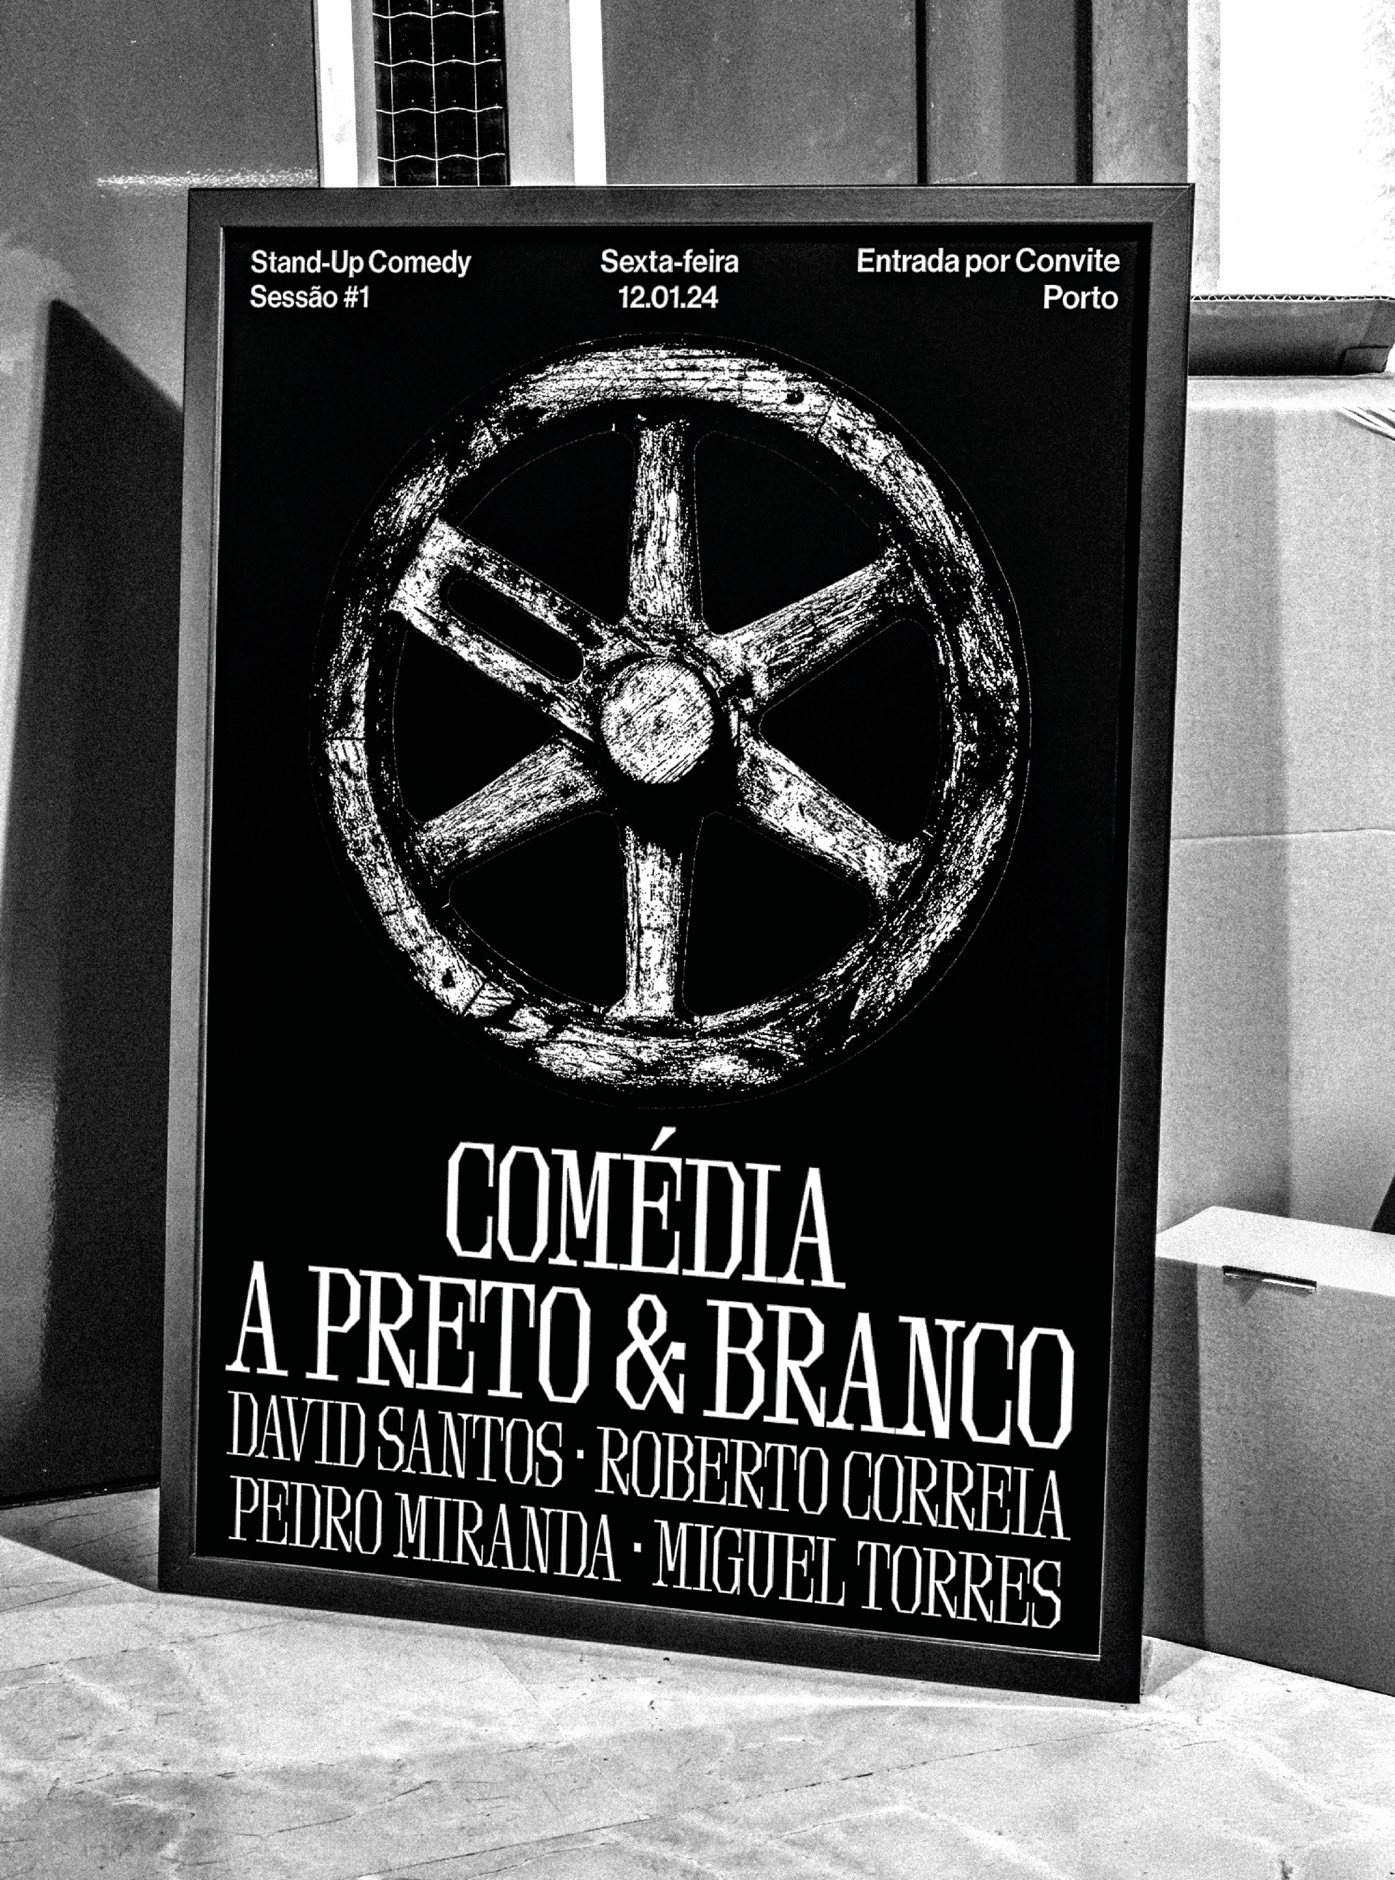 Stand-Up Comedy
Sessão #1
Sexta-feira
12.01.24
Entrada por Convite
Porto
COMÉDIA
A PRETO & BRANCO
DAVID SANTOS · ROBERTO CORREIA
PEDRO MIRANDA · MIGUEL TORRES